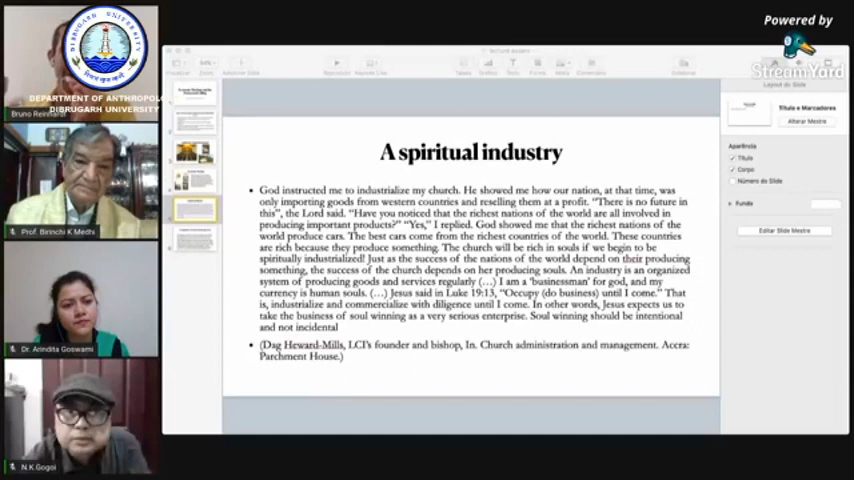 Powered by
StreamYard
DIBRUGARH UNIVERSITY
DEPARTMENT OF ANTHROPOLO
DIBRUGARH UNIVERSITY
Bruno Reinhardt
Prof. Birinchi K Medhi
Dr. Arindita Goswami
N.K.Gogoi
A spiritual industry
• God instructed me to industrialize my church. He showed me how our nation, at that time, was
only importing goods from western countries and reselling them at a profit. “There is no future in
this”, the Lord said. “Have you noticed that the richest nations of the world are all involved in
producing important products?” “Yes,” I replied. God showed me that the richest nations of the
world produce cars. The best cars come from the richest countries of the world. These countries
are rich because they produce something. The church will be rich in souls if we begin to be
spiritually industrialized! Just as the success of the nations of the world depend on their producing
something, the success of the church depends on her producing souls. An industry is an organized
system of producing goods and services regularly (…) I am a ‘businessman’ for god, and my
currency is human souls. (…) Jesus said in Luke 19:13, “Occupy (do business) until I come.” That
is, industrialize and commercialize with diligence until I come. In other words, Jesus expects us to
take the business of soul winning as a very serious enterprise. Soul winning should be intentional
and not incidental
• (Dag Heward-Mills, LCI’s founder and bishop, In. Church administration and management. Accra:
Parchment House.)
Layout do Slide
Título e Marcadores
Alterar Mestre
Aparência
Título
Corpo
Número do Slide
Fundo
Editar Slide Mestre